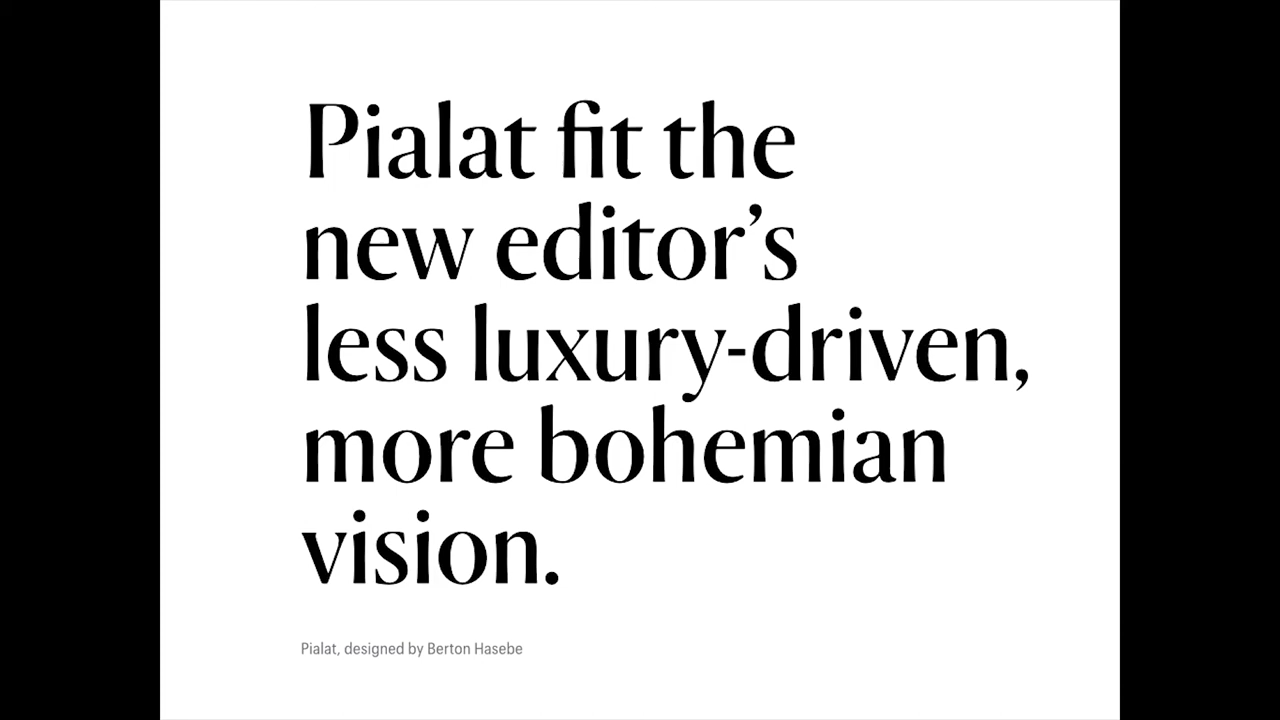 Pialat fit the
new editor’s
less luxury-driven,
more bohemian
vision.
Pialat, designed by Berton Hasebe